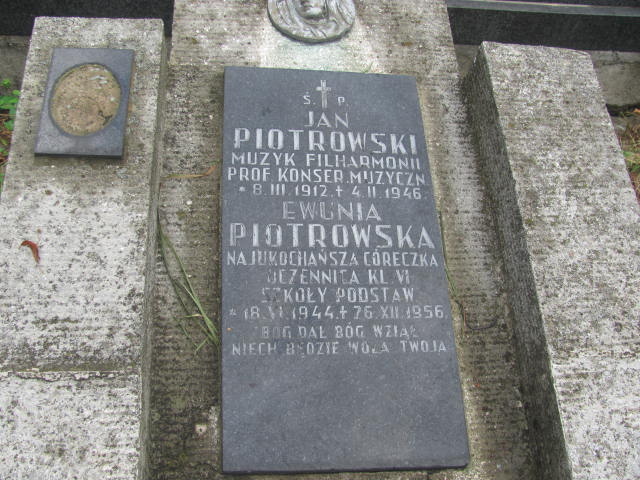 Ś. P.
JAN
PIOTROWSKI
MUZYK FILHARMONII
PROF. KONSER. MUZYCZN.
* 8. III. 1912. + 4. II. 1946.
EWUNIA
PIOTROWSKA
NAJUKOCHAŃSZA CÓRECZKA
UCZENNICA KL. VI
SZKOŁY PODSTAW.
* 18. VI. 1944. + 26. XII. 1956.
BÓG DAŁ BÓG WZIĄŁ
NIECH BĘDZIE WOLA TWOJA